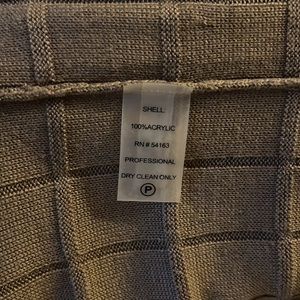 SHELL:
100%ACRYLIC
RN # 54163
PROFESSIONAL
DRY CLEAN ONLY
P